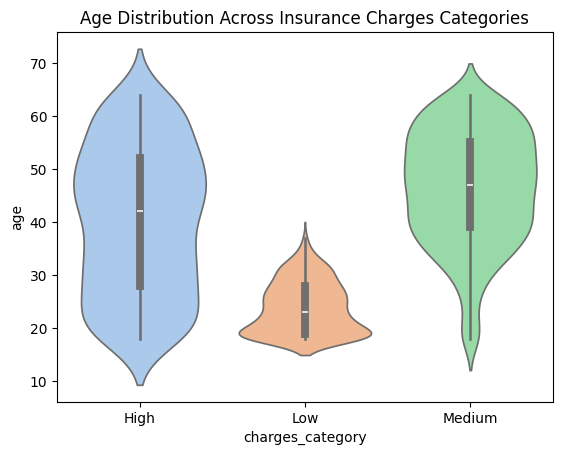 Age Distribution Across Insurance Charges Categories
70
60
50
40
30
20
10
age
High
Low
Medium
charges_category